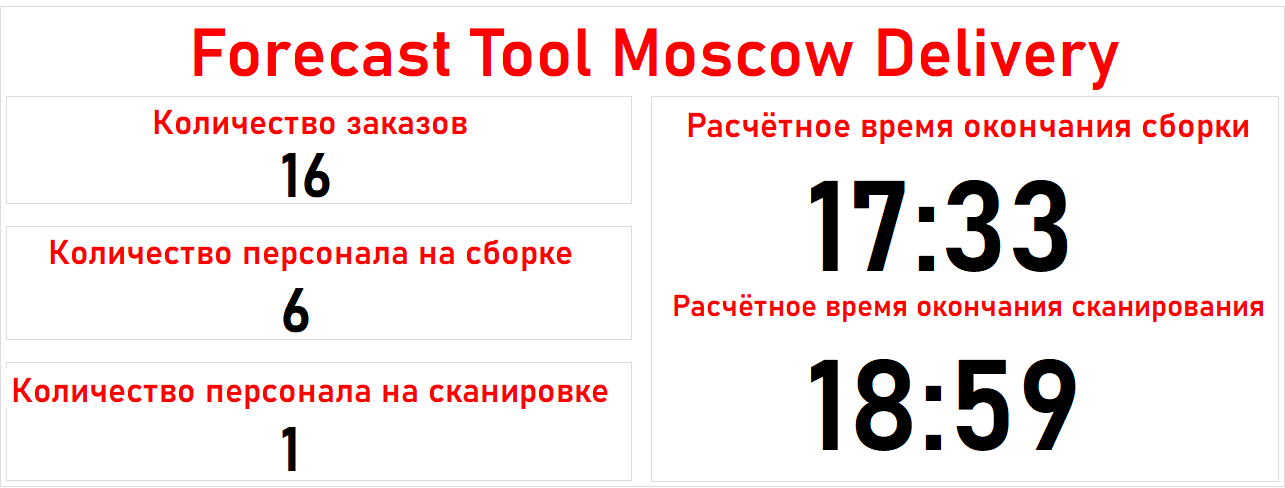 Forecast Tool Moscow Delivery
Количество заказов
16
Количество персонала на сборке
6
Количество персонала на сканировке
1
Расчётное время окончания сборки
17:33
Расчётное время окончания сканирования
18:59